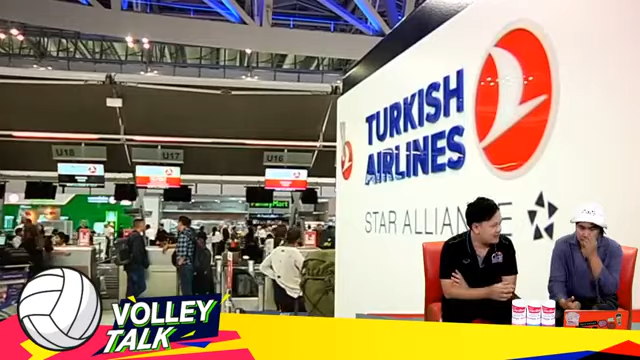 TURKISH
AIRLINES
STAR ALLIANCE
U18
U17
U16
VOLLEY
TALK